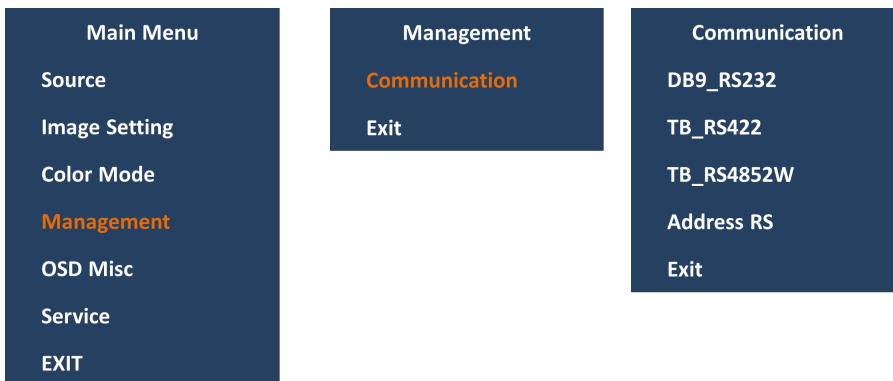 Main Menu
Source
Image Setting
Color Mode
Management
OSD Misc
Service
EXIT
Management
Communication
Exit
Communication
DB9_RS232
TB_RS422
TB_RS4852W
Address RS
Exit